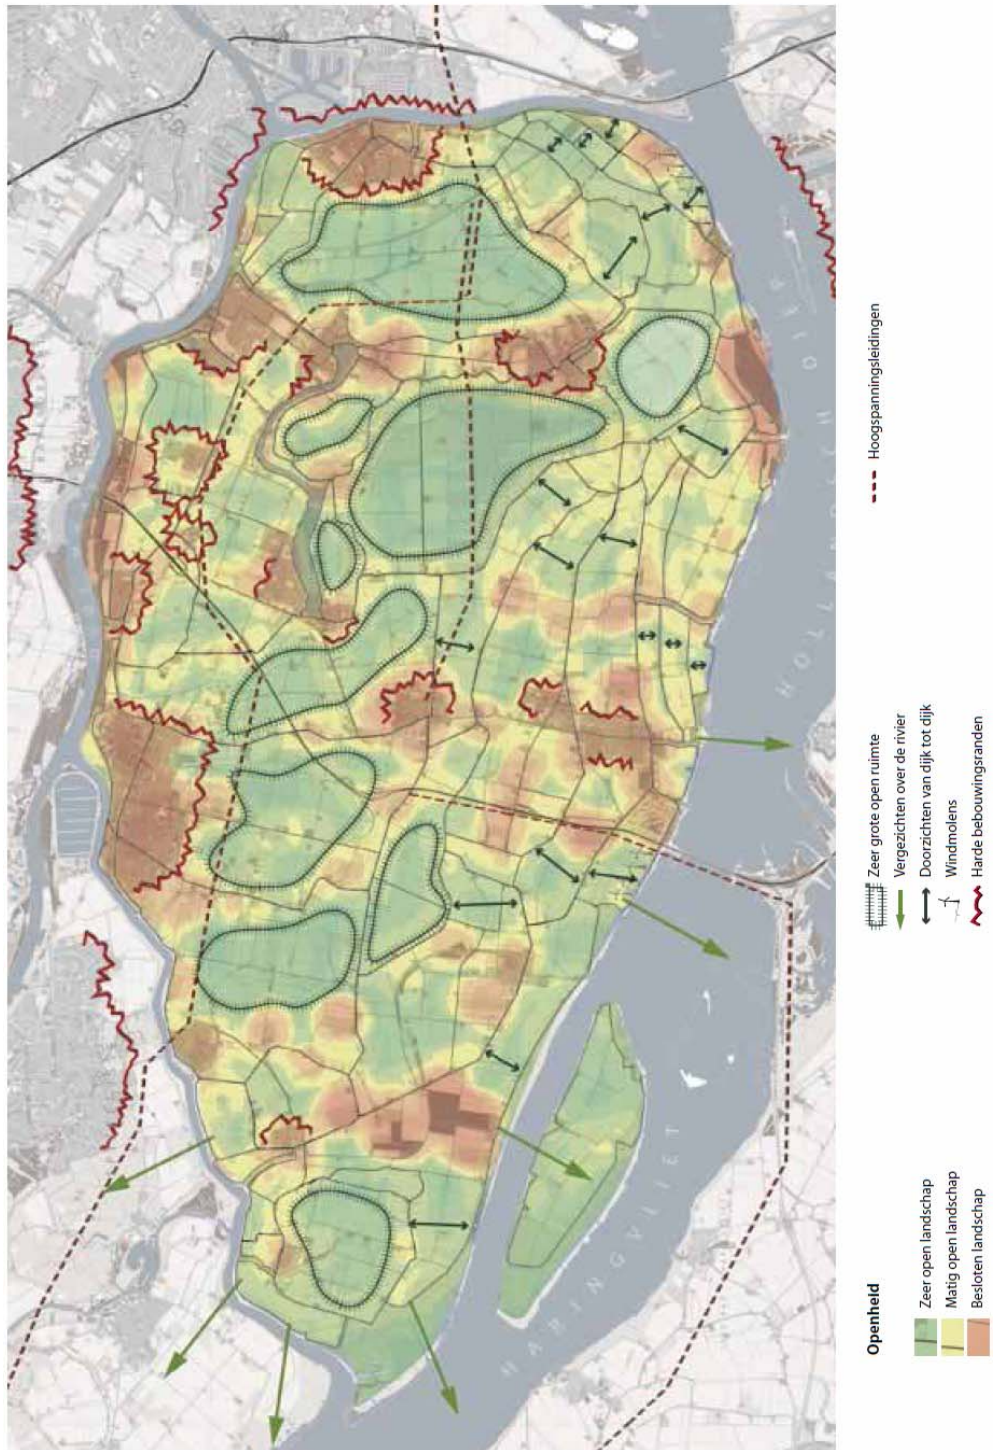 HARINGVLIET
HOLLANDSCH DIEP
Openheid
Zeer open landschap
Matig open landschap
Besloten landschap
Zeer grote open ruimte
Vergezichten over de rivier
Doorzichten van dijk tot dijk
Windmolens
Harde bebouwingsranden
Hoogspanningsleidingen